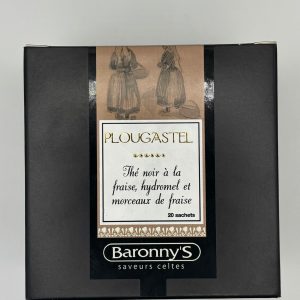 PLOUGASTEL
Thé noir à la
fraise, hydromel et
morceaux de fraise
20 sachets
Baronny'S
saveurs celtes